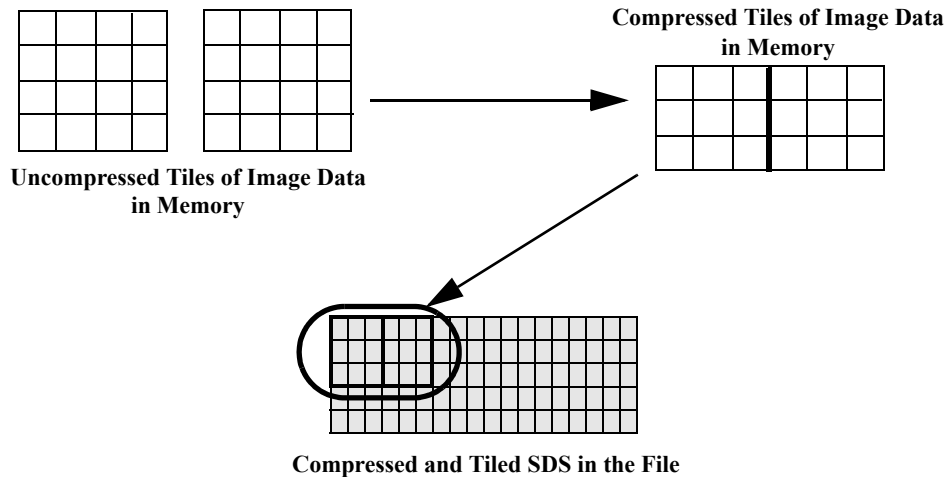 Compressed Tiles of Image Data
in Memory
Uncompressed Tiles of Image Data
in Memory
Compressed and Tiled SDS in the File